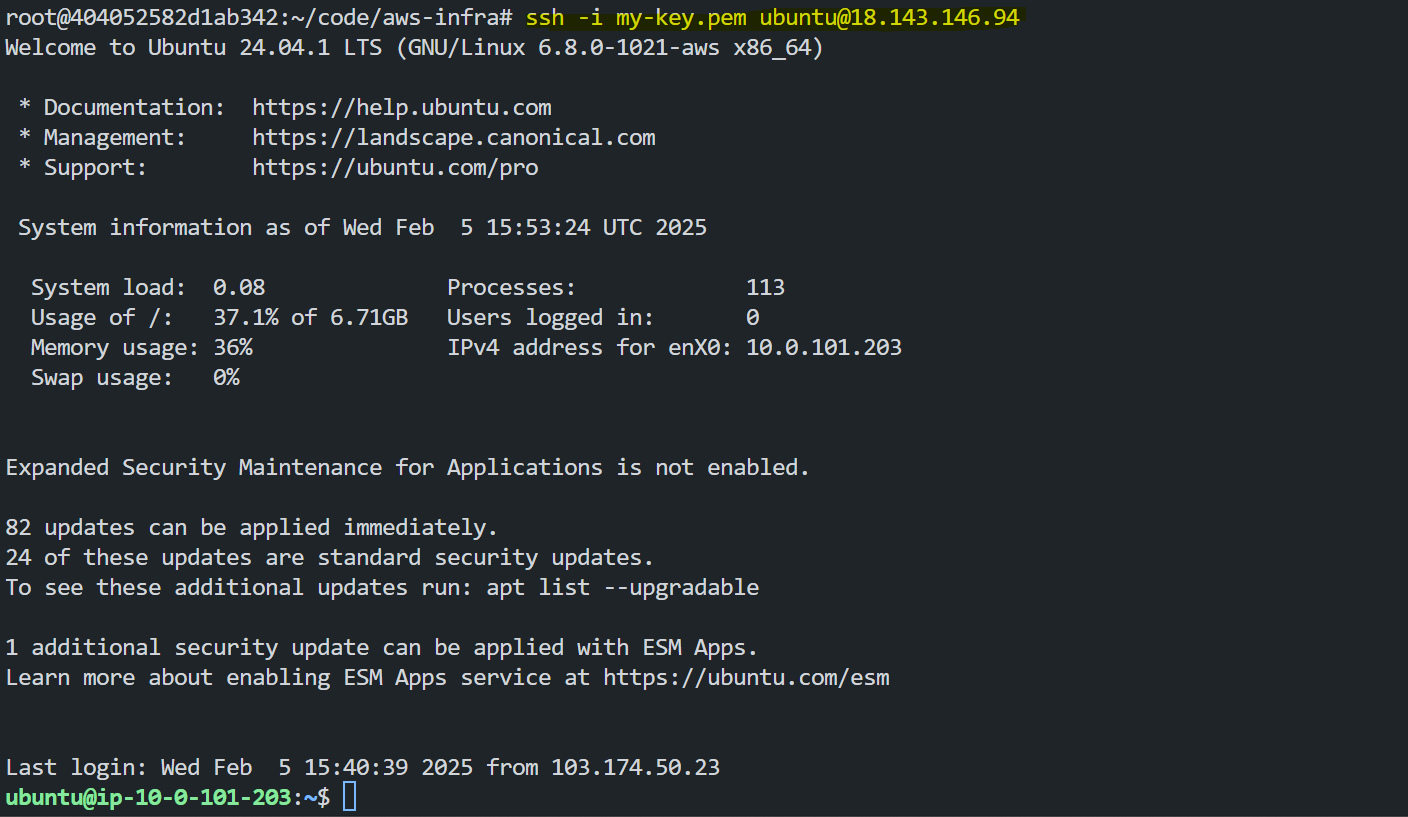 root@404052582d1ab342:~/code/aws-infra# ssh -i my-key.pem ubuntu@18.143.146.94
Welcome to Ubuntu 24.04.1 LTS (GNU/Linux 6.8.0-1021-aws x86_64)

 * Documentation:  https://help.ubuntu.com
 * Management:     https://landscape.canonical.com
 * Support:        https://ubuntu.com/pro

 System information as of Wed Feb  5 15:53:24 UTC 2025

  System load:  0.08              Processes:             113
  Usage of /:   37.1% of 6.71GB   Users logged in:       0
  Memory usage: 36%               IPv4 address for enX0: 10.0.101.203
  Swap usage:   0%


Expanded Security Maintenance for Applications is not enabled.

82 updates can be applied immediately.
24 of these updates are standard security updates.
To see these additional updates run: apt list --upgradable

1 additional security update can be applied with ESM Apps.
Learn more about enabling ESM Apps service at https://ubuntu.com/esm


Last login: Wed Feb  5 15:40:39 2025 from 103.174.50.23
ubuntu@ip-10-0-101-203:~$